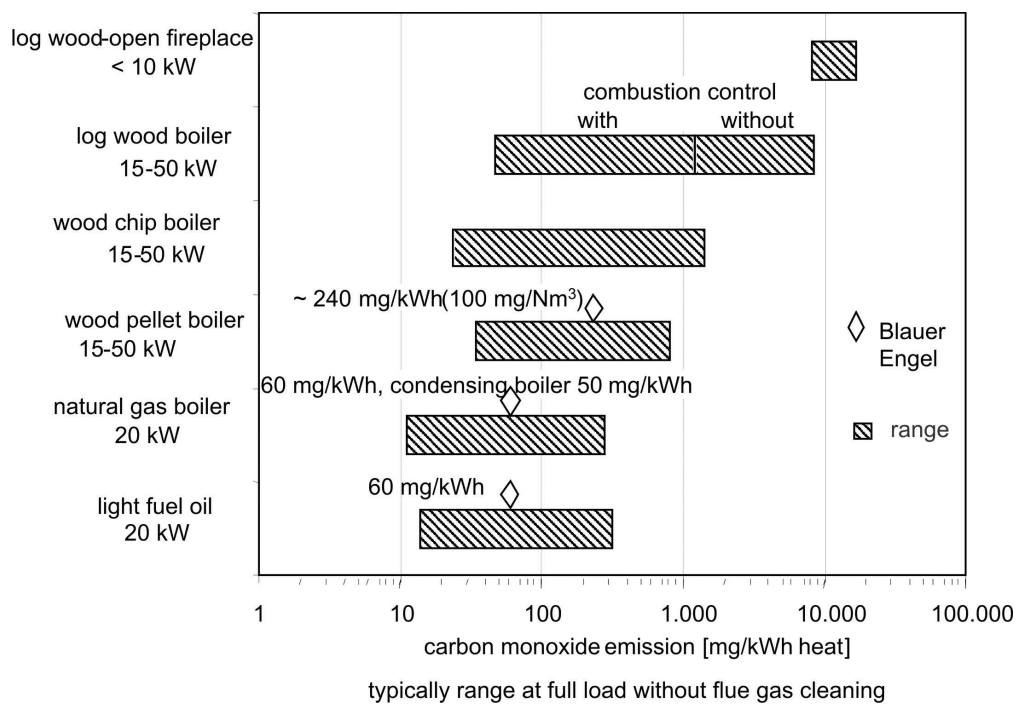 log wood-open fireplace
< 10 kW
combustion control
with without
log wood boiler
15-50 kW
wood chip boiler
15-50 kW
~ 240 mg/kWh(100 mg/Nm³)
wood pellet boiler
15-50 kW
Blauer
Engel
60 mg/kWh, condensing boiler 50 mg/kWh
natural gas boiler
20 kW
range
60 mg/kWh
light fuel oil
20 kW
1 10 100 1.000 10.000 100.000
carbon monoxide emission [mg/kWh heat]
typically range at full load without flue gas cleaning